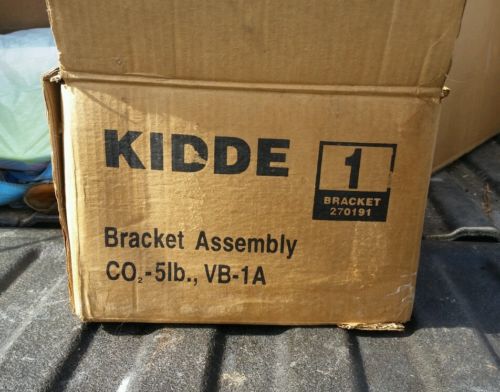 KIDDE
1
BRACKET
270191
Bracket Assembly
CO₂-5lb., VB-1A